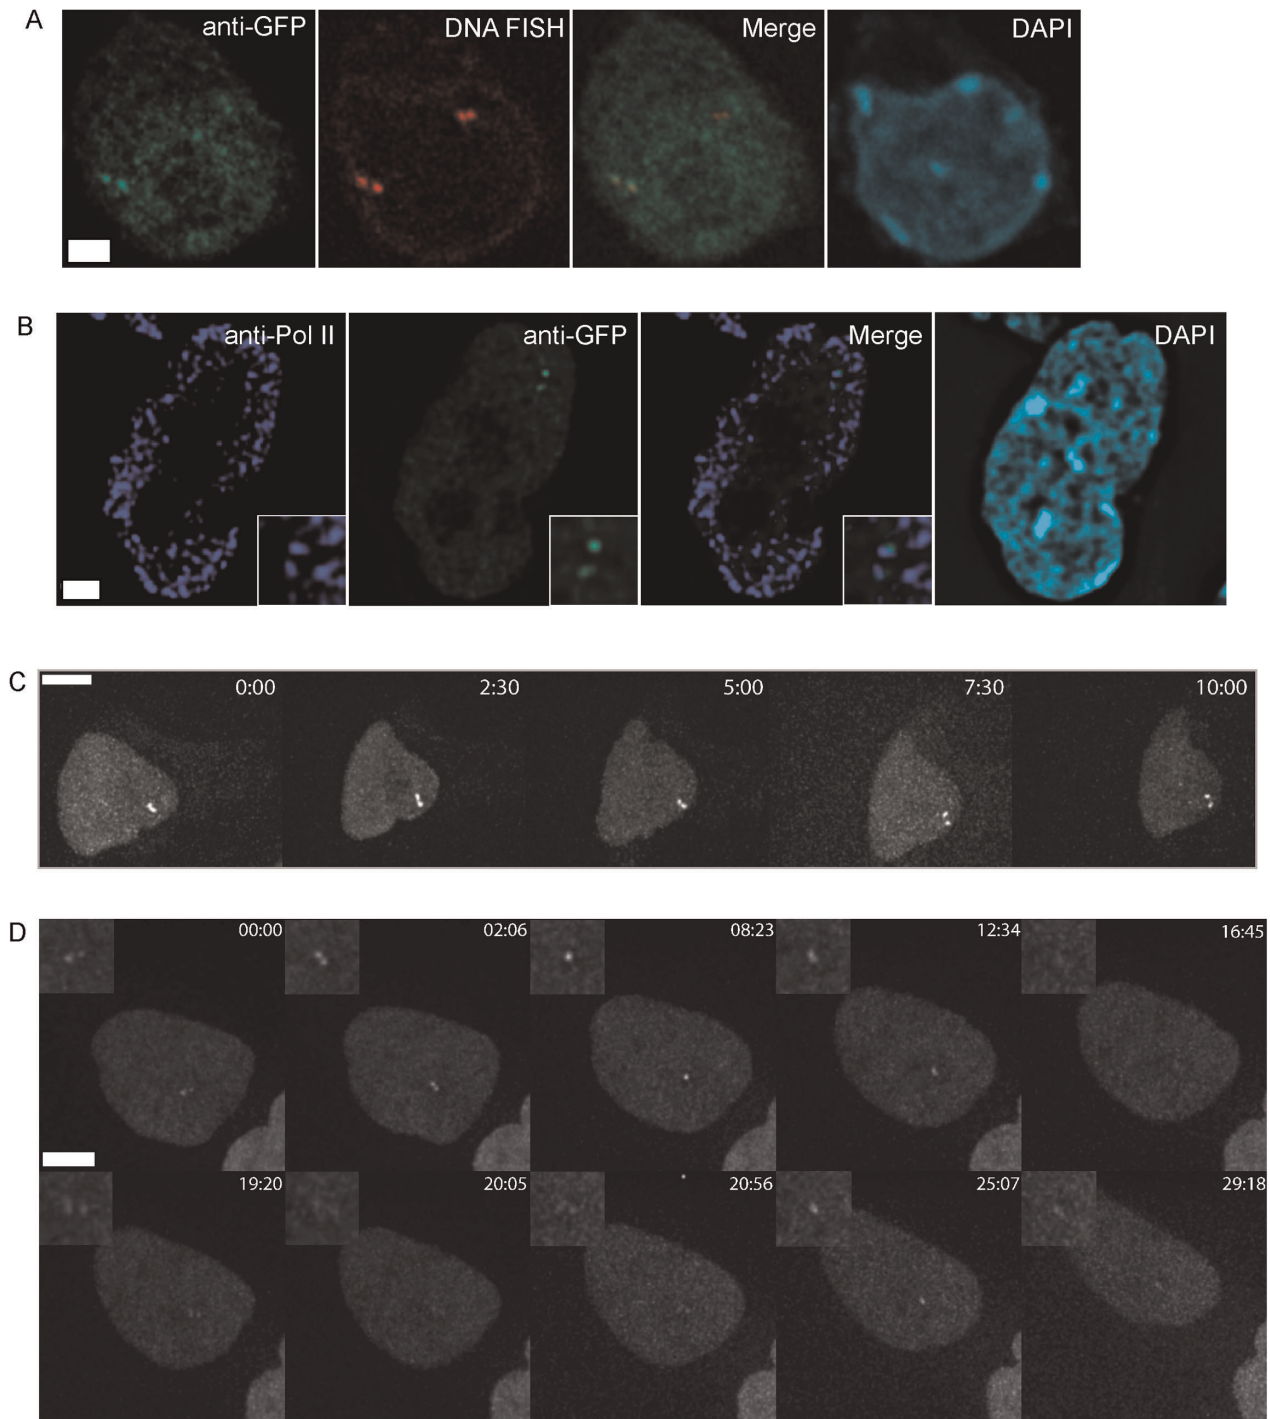 A
anti-GFP
DNA FISH
Merge
DAPI
B
anti-Pol II
anti-GFP
Merge
DAPI
C
0:00
2:30
5:00
7:30
10:00
D
00:00
02:06
08:23
12:34
16:45
19:20
20:05
20:56
25:07
29:18